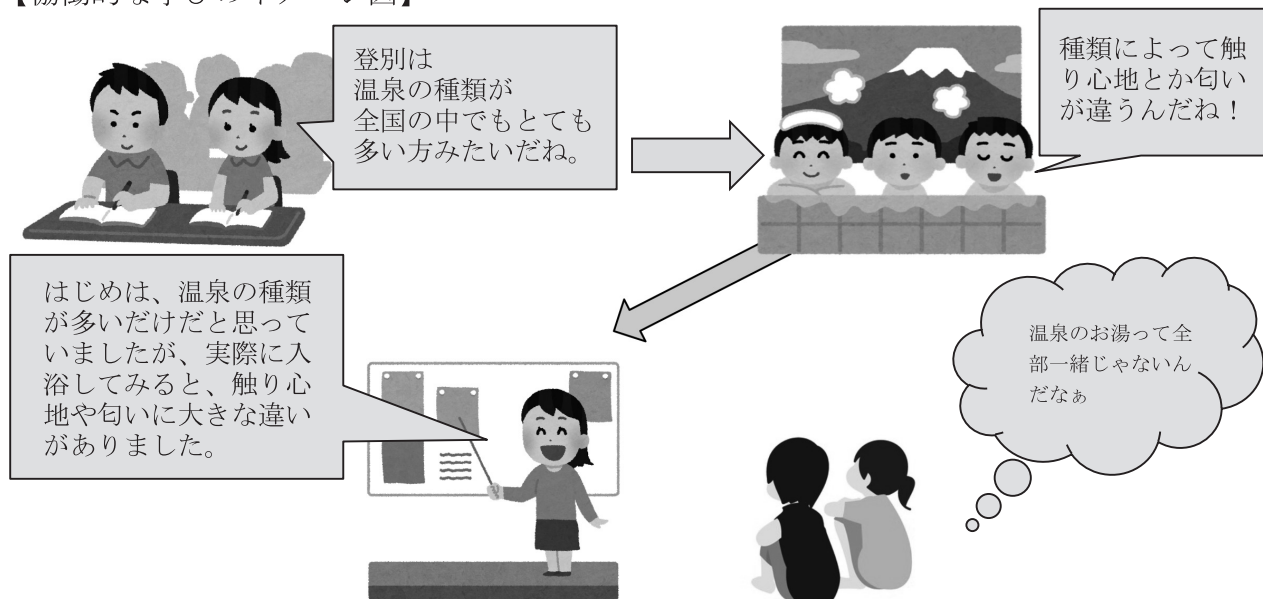 【協働的な学びのイメージ図】
登別は
温泉の種類が
全国の中でもとても
多い方みたいだね。
種類によって触
り心地とか匂い
が違うんだね！
はじめは、温泉の種類
が多いだけだと思って
いましたが、実際に入
浴してみると、触り心
地や匂いに大きな違い
がありました。
温泉のお湯って全
部一緒じゃないん
だなぁ